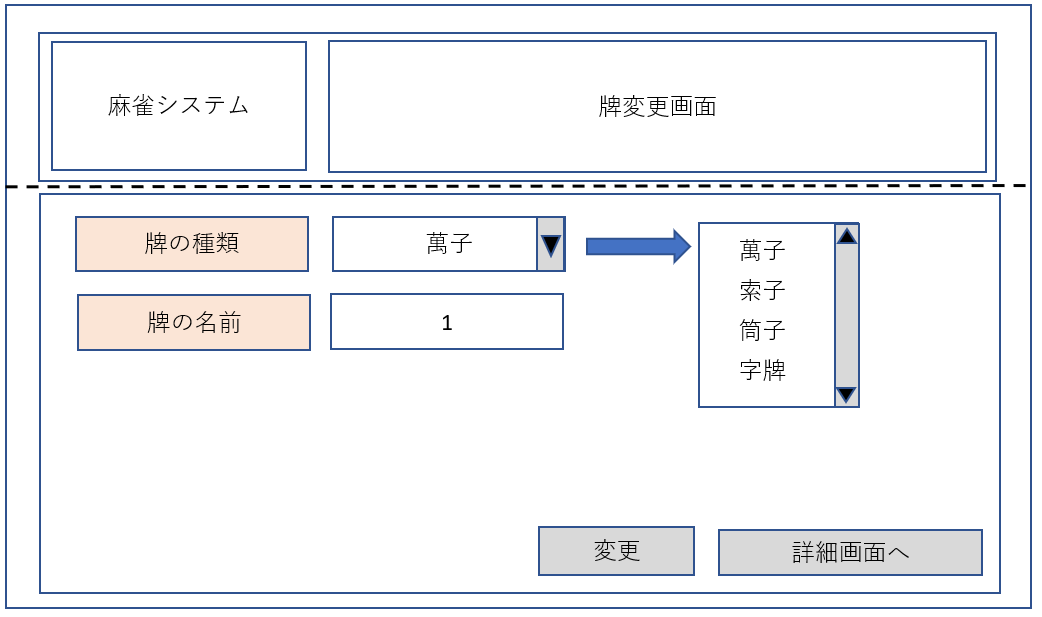 麻雀システム
牌変更画面
牌の種類
萬子
牌の名前
1
萬子
索子
筒子
字牌
変更
詳細画面へ